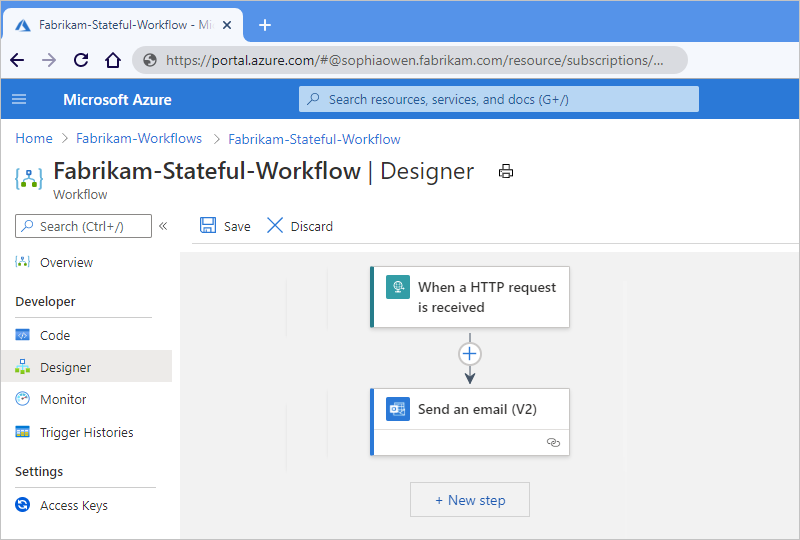 Fabrikam-Stateful-Workflow - Mi
https://portal.azure.com/#@sophiaowen.fabrikam.com/resource/subscriptions/...
Microsoft Azure
Search resources, services, and docs (G+/)
Home > Fabrikam-Workflows > Fabrikam-Stateful-Workflow
Fabrikam-Stateful-Workflow | Designer
Workflow
Search (Ctrl+/) «
Save Discard
Overview
Developer
Code
Designer
Monitor
Trigger Histories
Settings
Access Keys
When a HTTP request
is received
Send an email (V2)
+ New step